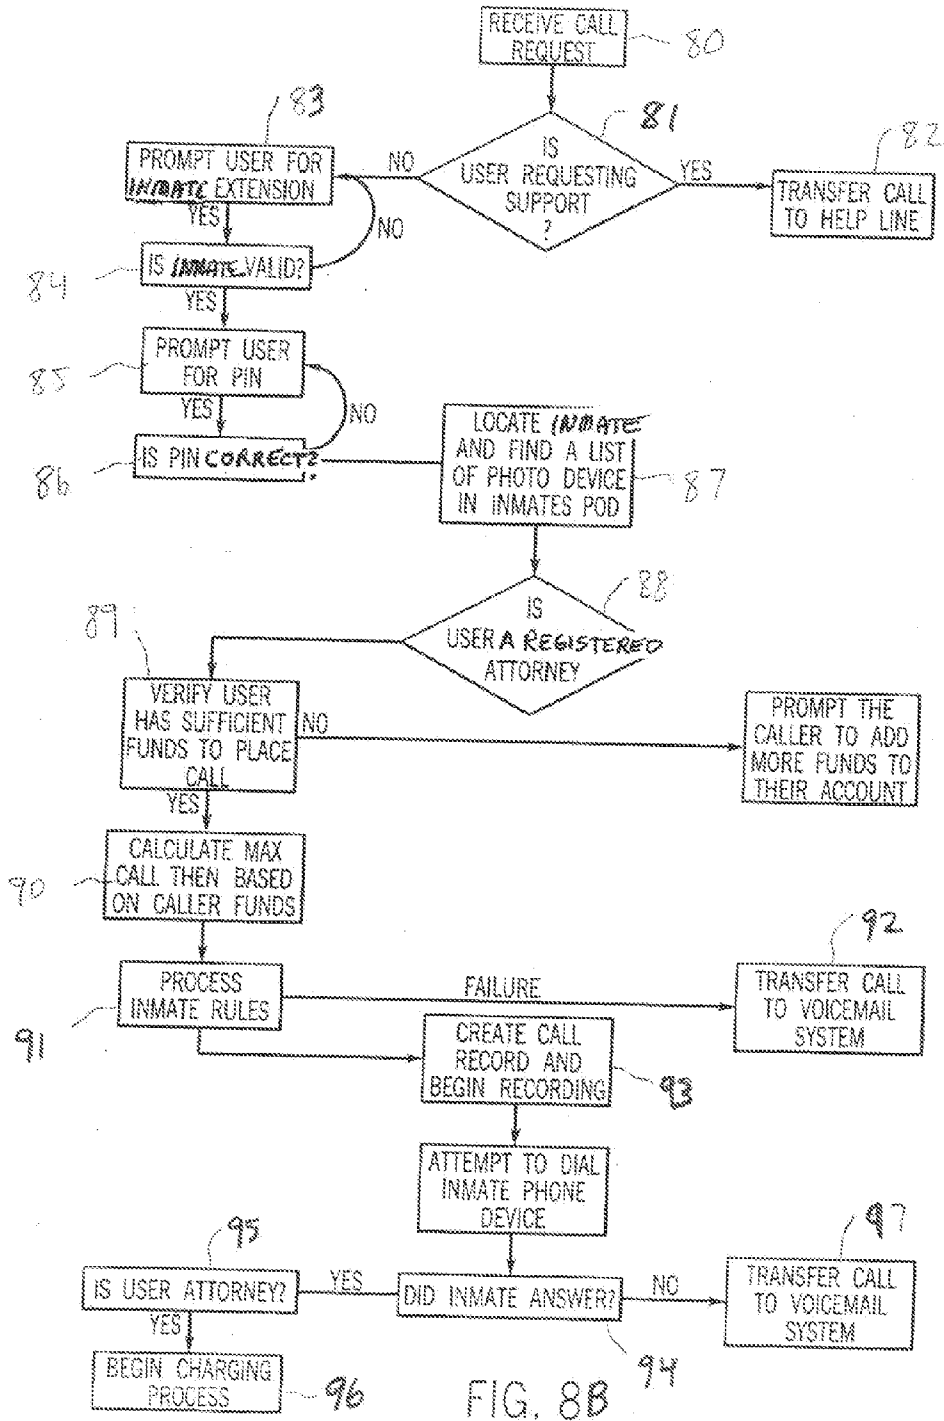 RECEIVE CALL
REQUEST
80
81
IS
USER REQUESTING
SUPPORT
?
YES
82
TRANSFER CALL
TO HELP LINE
NO
83
PROMPT USER FOR
INMATE EXTENSION
YES
NO
84
IS INMATE VALID?
YES
85
PROMPT USER
FOR PIN
YES
NO
86
IS PIN CORRECT?
LOCATE INMATE
AND FIND A LIST
OF PHOTO DEVICE
IN INMATES POD
87
88
IS
USER A REGISTERED
ATTORNEY
89
VERIFY USER
HAS SUFFICIENT
FUNDS TO PLACE
CALL
NO
PROMPT THE
CALLER TO ADD
MORE FUNDS TO
THEIR ACCOUNT
YES
90
CALCULATE MAX
CALL THEN BASED
ON CALLER FUNDS
91
PROCESS
INMATE RULES
FAILURE
92
TRANSFER CALL
TO VOICEMAIL
SYSTEM
CREATE CALL
RECORD AND
BEGIN RECORDING
93
ATTEMPT TO DIAL
INMATE PHONE
DEVICE
DID INMATE ANSWER?
94
NO
97
TRANSFER CALL
TO VOICEMAIL
SYSTEM
YES
95
IS USER ATTORNEY?
YES
BEGIN CHARGING
PROCESS
96
FIG. 8B